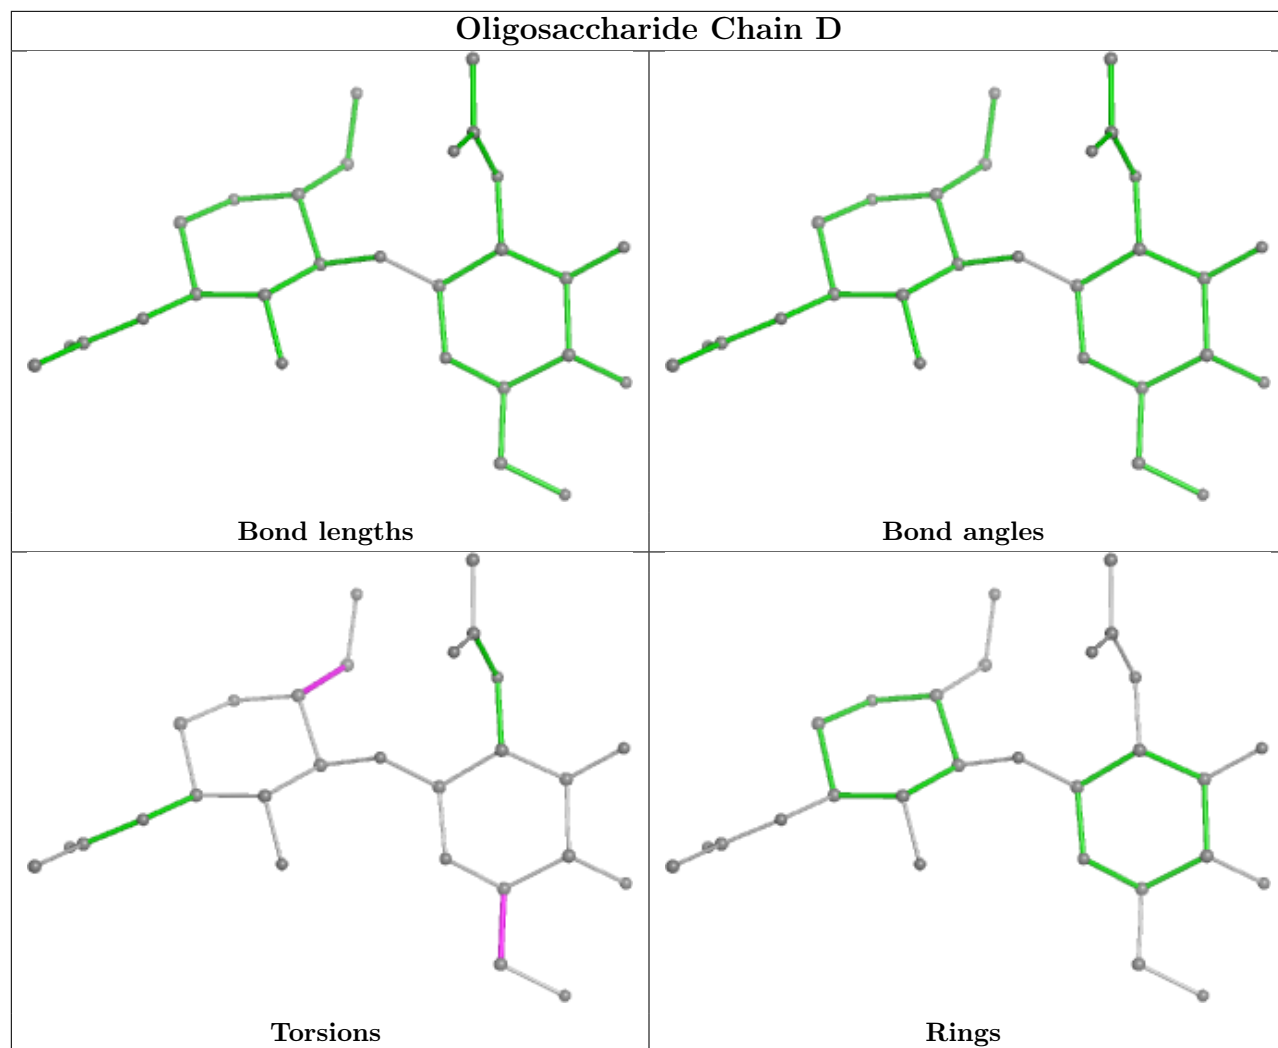 Oligosaccharide Chain D
Bond lengths
Bond angles
Torsions
Rings